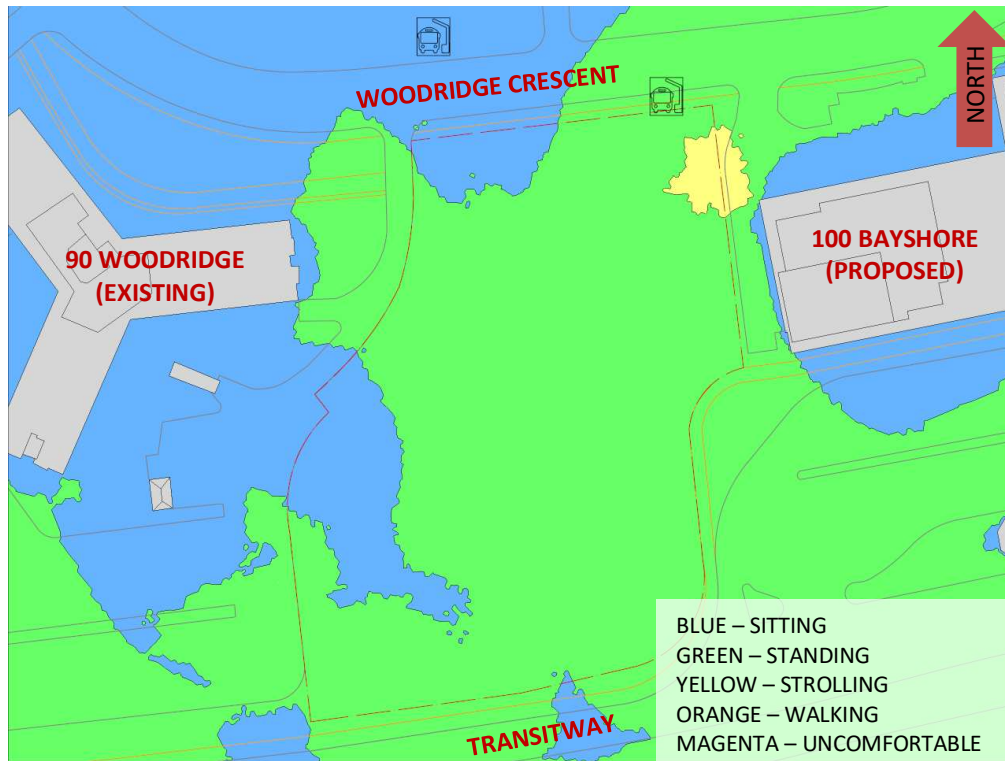 WOODRIDGE CRESCENT
NORTH
90 WOODRIDGE
(EXISTING)
100 BAYSHORE
(PROPOSED)
TRANSITWAY
BLUE – SITTING
GREEN – STANDING
YELLOW – STROLLING
ORANGE – WALKING
MAGENTA – UNCOMFORTABLE